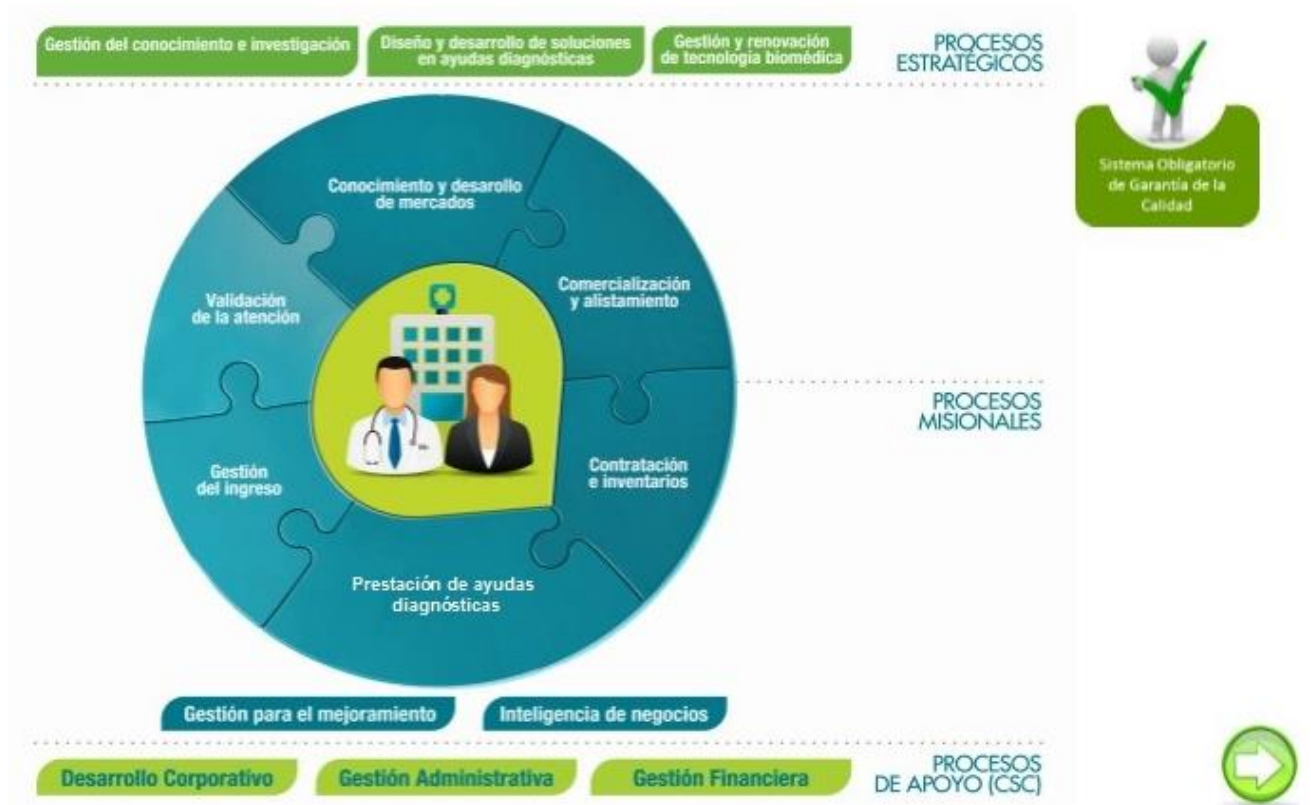 Gestión del conocimiento e investigación
Diseño y desarrollo de soluciones
en ayudas diagnósticas
Gestión y renovación
de tecnología biomédica
PROCESOS
ESTRATÉGICOS
Sistema Obligatorio
de Garantía de la
Calidad
Conocimiento y desarollo
de mercados
Comercialización
y alistamiento
Validación
de la atención
PROCESOS
MISIONALES
Contratación
e inventarios
Gestión
del ingreso
Prestación de ayudas
diagnósticas
Gestión para el mejoramiento
Inteligencia de negocios
Desarrollo Corporativo
Gestión Administrativa
Gestión Financiera
PROCESOS
DE APOYO (CSC)